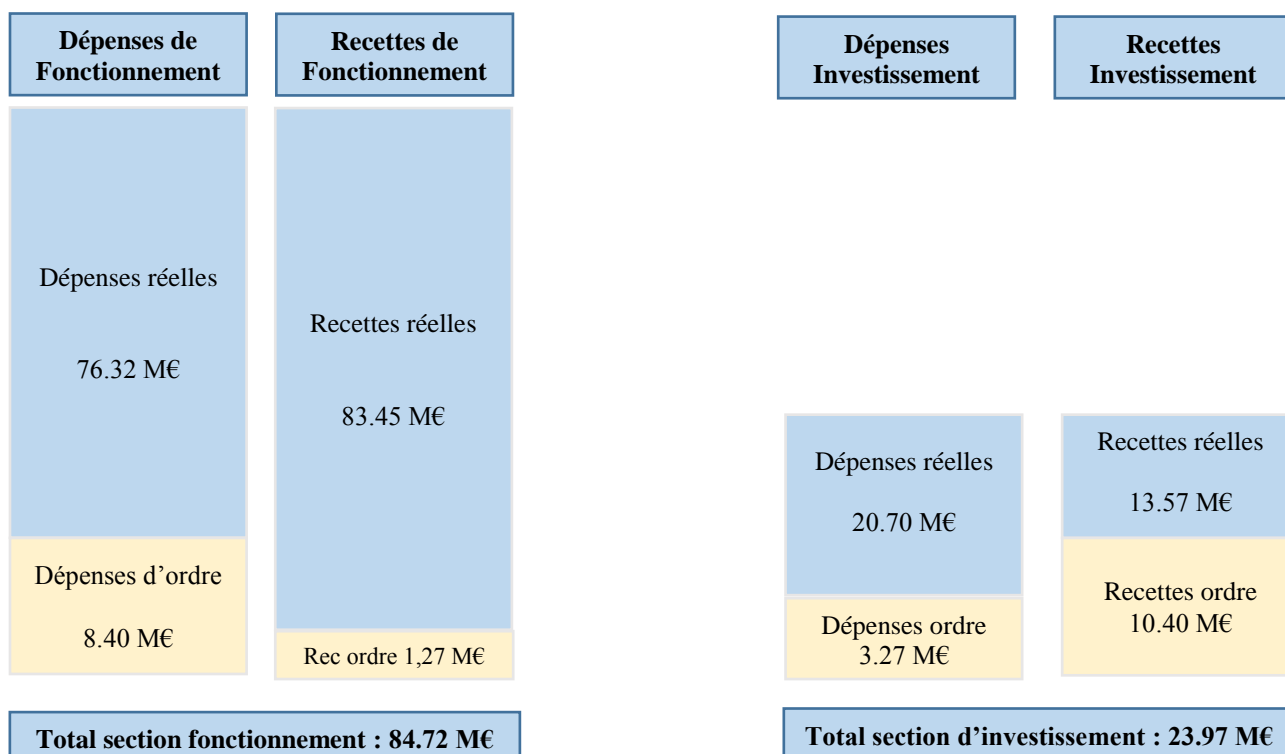 Dépenses de
Fonctionnement
Recettes de
Fonctionnement
Dépenses
Investissement
Recettes
Investissement
Dépenses réelles
76.32 M€
Dépenses d’ordre
8.40 M€
Recettes réelles
83.45 M€
Rec ordre 1,27 M€
Dépenses réelles
20.70 M€
Dépenses ordre
3.27 M€
Recettes réelles
13.57 M€
Recettes ordre
10.40 M€
Total section fonctionnement : 84.72 M€
Total section d’investissement : 23.97 M€